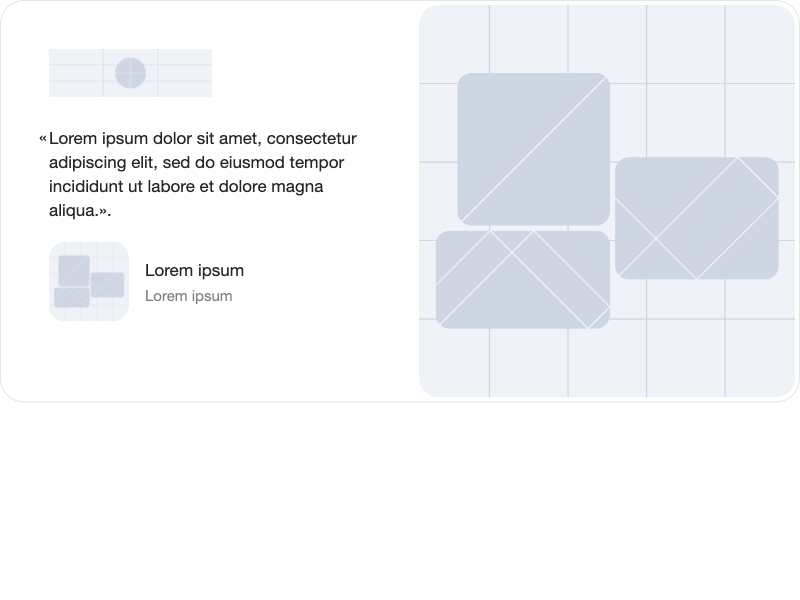 «Lorem ipsum dolor sit amet, consectetur
adipiscing elit, sed do eiusmod tempor
incididunt ut labore et dolore magna
aliqua.».
Lorem ipsum
Lorem ipsum